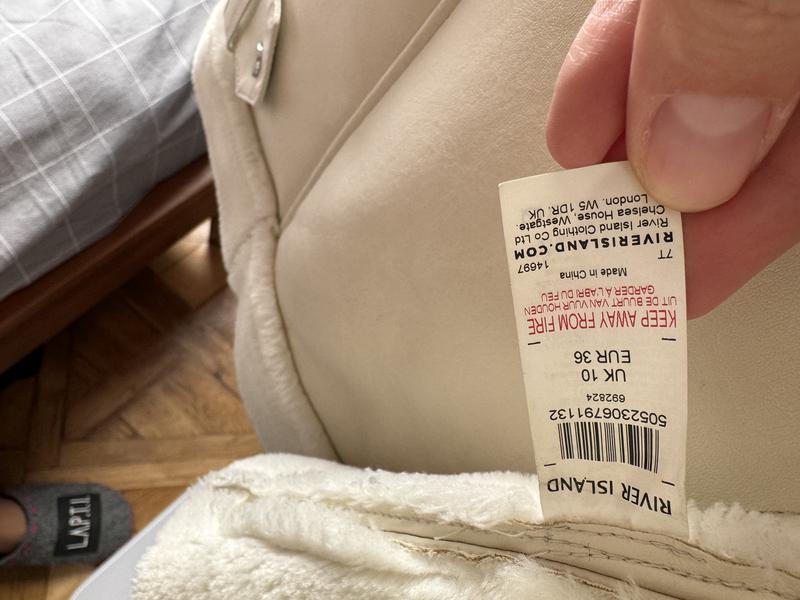 RIVER ISLAND
5052306791132
692824
UK 10
EUR 36
KEEP AWAY FROM FIRE
UIT DE BUURT VAN VUUR HOUDEN
GARDER À L'ABRI DU FEU
Made in China
7T 14697
RIVERISLAND.COM
River Island Clothing Co Ltd
Chelsea House, Westgate.
London. W5 1DR. UK